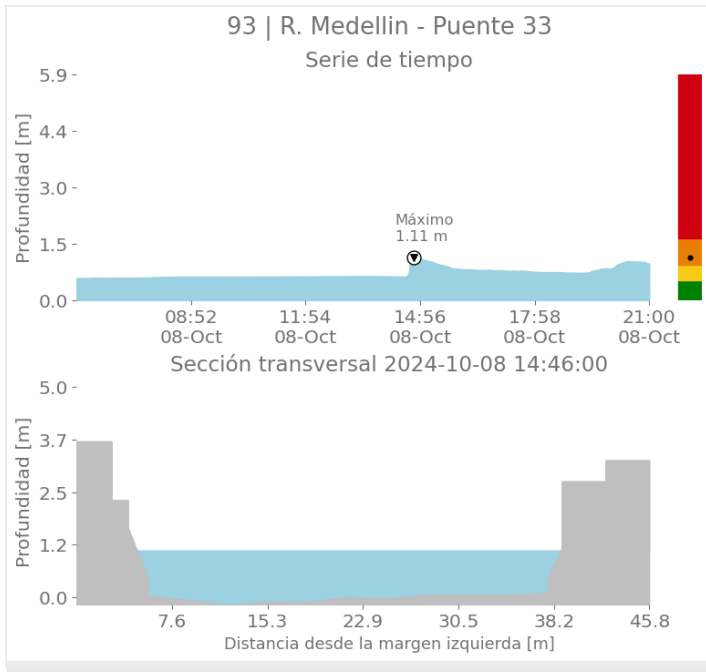 93 | R. Medellin - Puente 33
Serie de tiempo
5.9
4.4
3.0
1.5
0.0
Profundidad [m]
Máximo
1.11 m
08:52
08-Oct
11:54
08-Oct
14:56
08-Oct
17:58
08-Oct
21:00
08-Oct
Sección transversal 2024-10-08 14:46:00
5.0
3.7
2.5
1.2
0.0
Profundidad [m]
7.6 15.3 22.9 30.5 38.2 45.8
Distancia desde la margen izquierda [m]